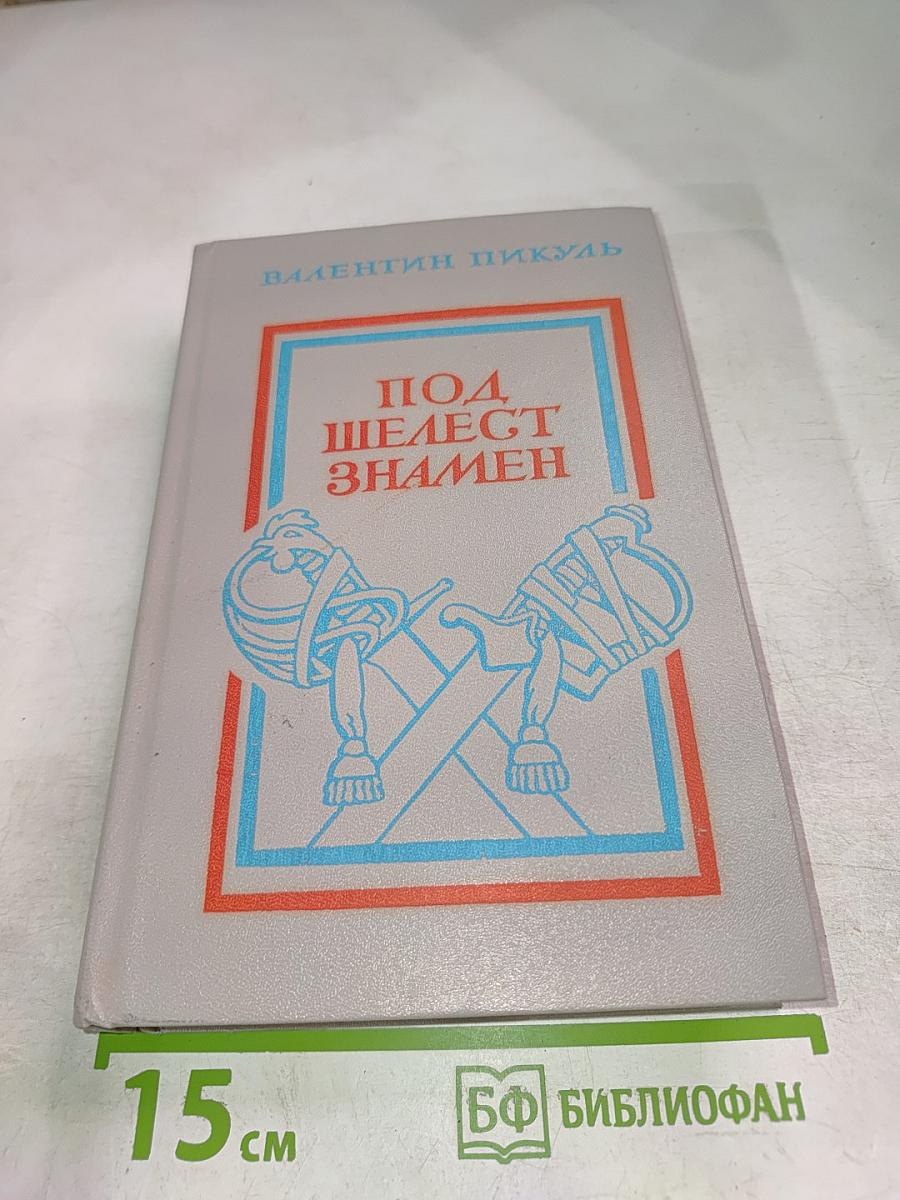 ВАЛЕНТИН ПИКУЛЬ
ПОД
ШЕЛЕСТ
ЗНАМЕН
15 см
БФ БИБЛИОФАН